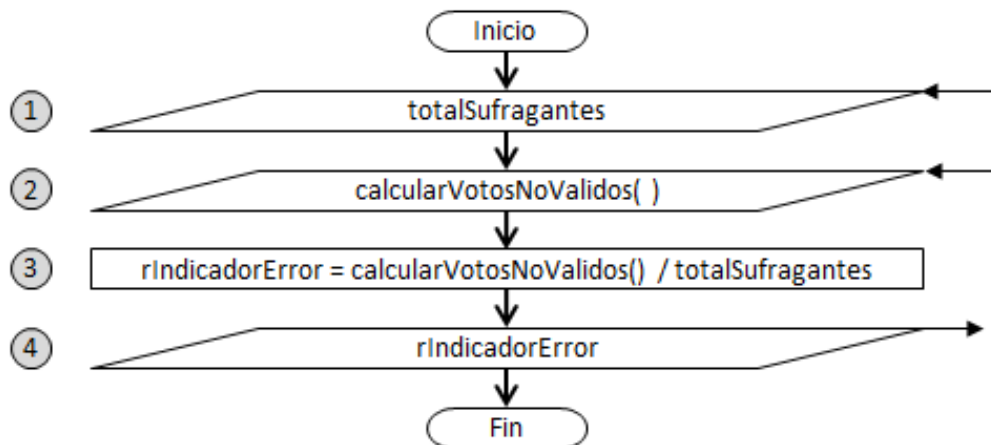 Inicio
1 totalSufragantes
2 calcularVotosNoValidos( )
3 rIndicadorError = calcularVotosNoValidos() / totalSufragantes
4 rIndicadorError
Fin